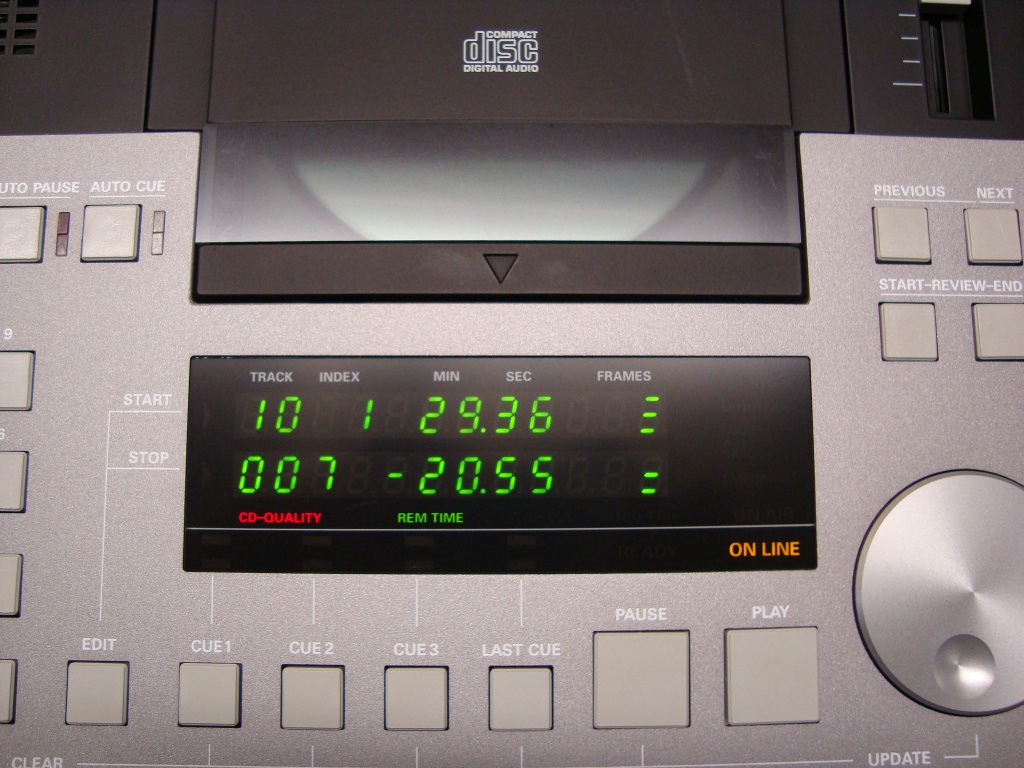 COMPACT
disc
DIGITAL AUDIO
UTO PAUSE AUTO CUE
PREVIOUS NEXT
START-REVIEW-END
9
TRACK INDEX MIN SEC FRAMES
START
10 1 29.36
STOP
007 -20.55
CD-QUALITY REM TIME
READY ON LINE
PAUSE PLAY
EDIT CUE 1 CUE 2 CUE 3 LAST CUE
CLEAR UPDATE